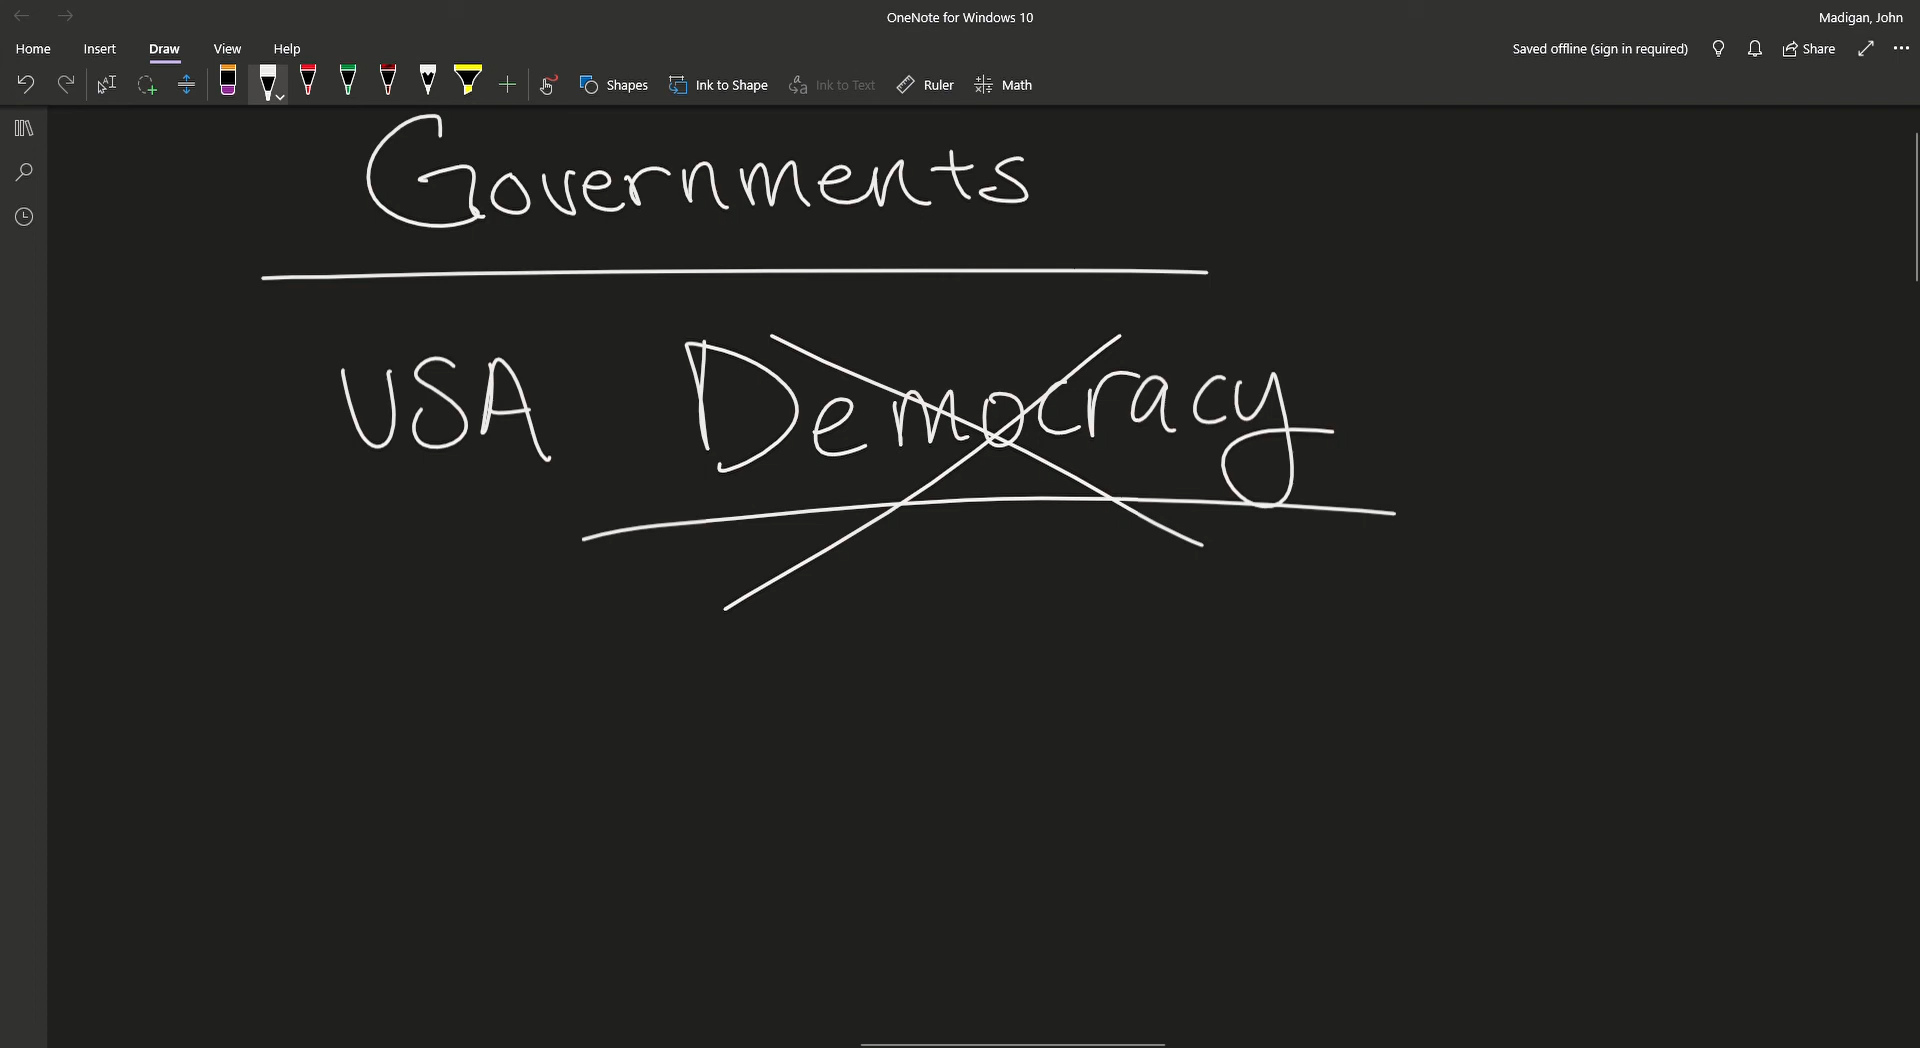 OneNote for Windows 10
Madigan, John
Home Insert Draw View Help
Saved offline (sign in required) Share
Shapes Ink to Shape Ink to Text Ruler Math
Governments
USA Democracy